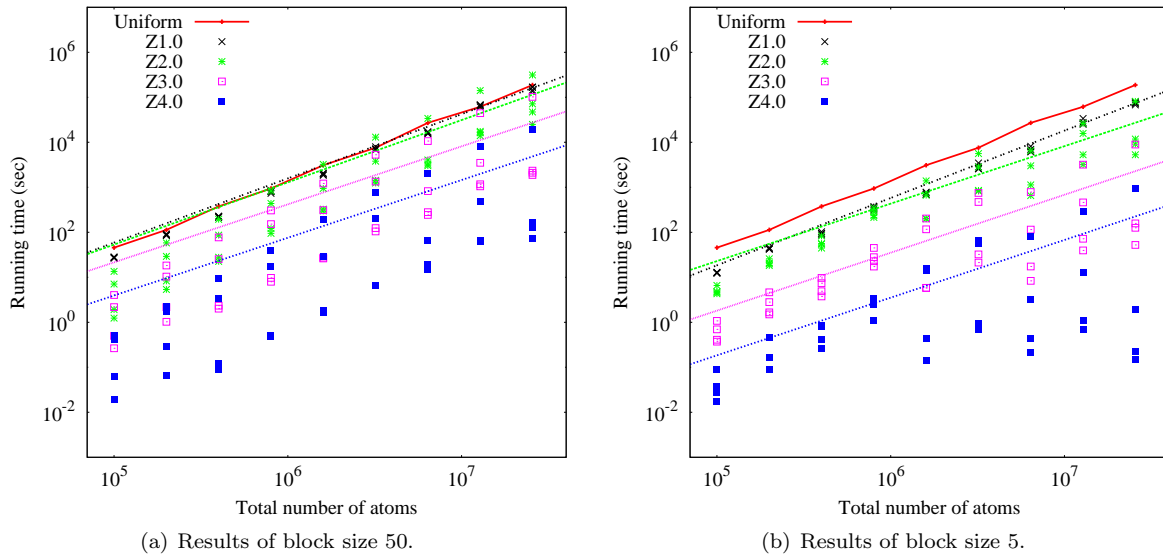 Uniform
Z1.0
Z2.0
Z3.0
Z4.0
10^6
10^4
10^2
10^0
10^-2
Running time (sec)
10^5
10^6
10^7
Total number of atoms
(a) Results of block size 50.
Uniform
Z1.0
Z2.0
Z3.0
Z4.0
10^6
10^4
10^2
10^0
10^-2
Running time (sec)
10^5
10^6
10^7
Total number of atoms
(b) Results of block size 5.